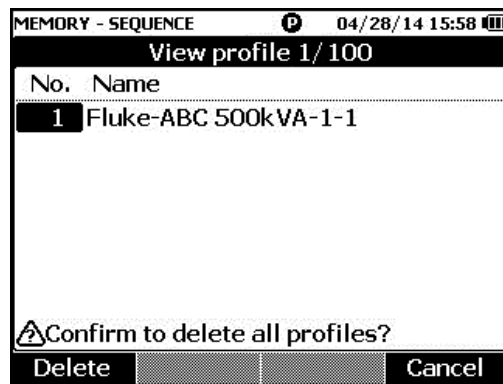 MEMORY - SEQUENCE P 04/28/14 15:58
View profile 1/100
No. Name
1 Fluke-ABC 500kVA-1-1
Confirm to delete all profiles?
Delete Cancel